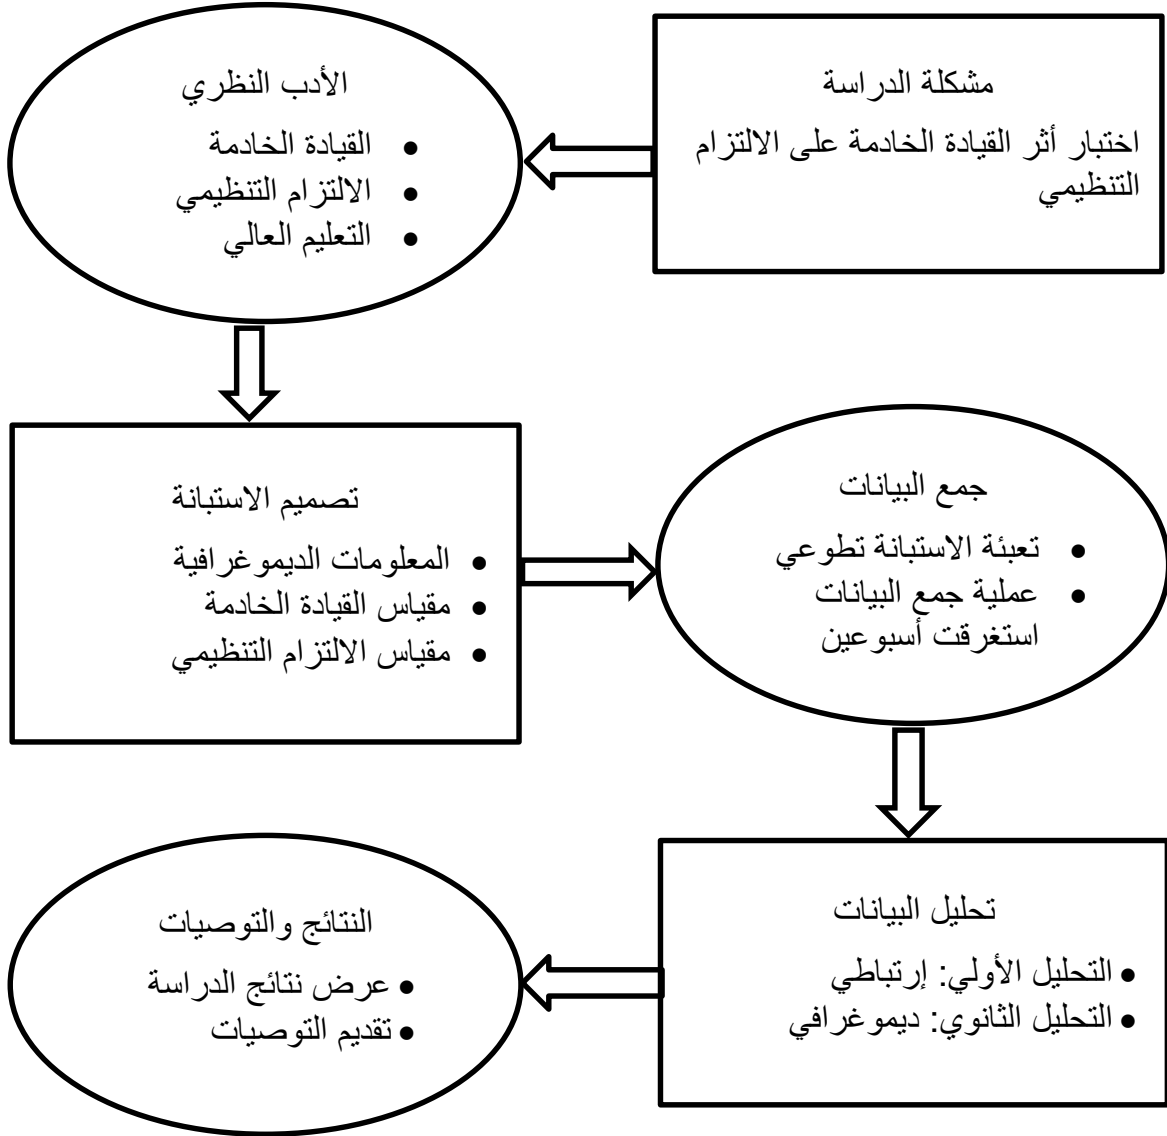 مشكلة الدراسة
اختبار أثر القيادة الخادمة على الالتزام
التنظيمي
الأدب النظري
• القيادة الخادمة
• الالتزام التنظيمي
• التعليم العالي
تصميم الاستبانة
• المعلومات الديموغرافية
• مقياس القيادة الخادمة
• مقياس الالتزام التنظيمي
جمع البيانات
• تعبئة الاستبانة تطوعي
• عملية جمع البيانات
استغرقت أسبوعين
تحليل البيانات
• التحليل الأولي: إرتباطي
• التحليل الثانوي: ديموغرافي
النتائج والتوصيات
• عرض نتائج الدراسة
• تقديم التوصيات